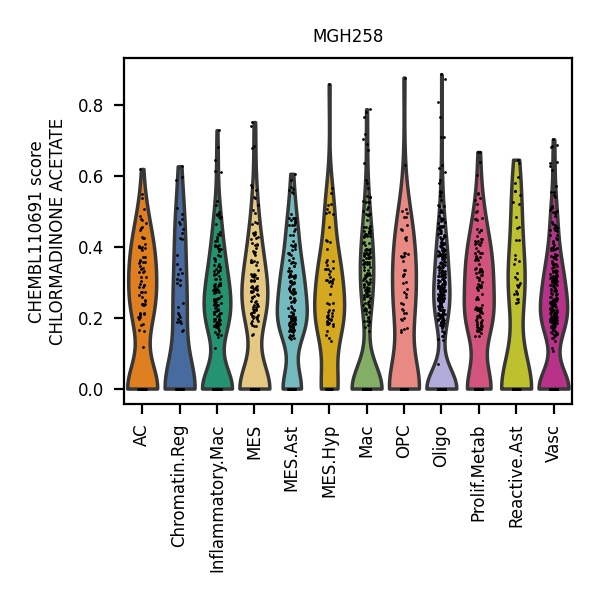 MGH258
CHEMBL110691 score
CHLORMADINONE ACETATE
0.8
0.6
0.4
0.2
0.0
AC
Chromatin.Reg
Inflammatory.Mac
MES
MES.Ast
MES.Hyp
Mac
OPC
Oligo
Prolif.Metab
Reactive.Ast
Vasc